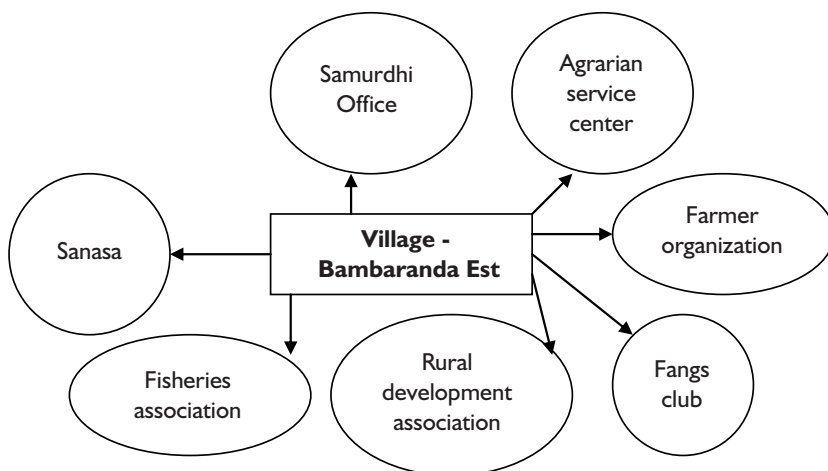 Samurdhi
Office
Agrarian
service
center
Sanasa
Village -
Bambaranda Est
Farmer
organization
Fisheries
association
Rural
development
association
Fangs
club